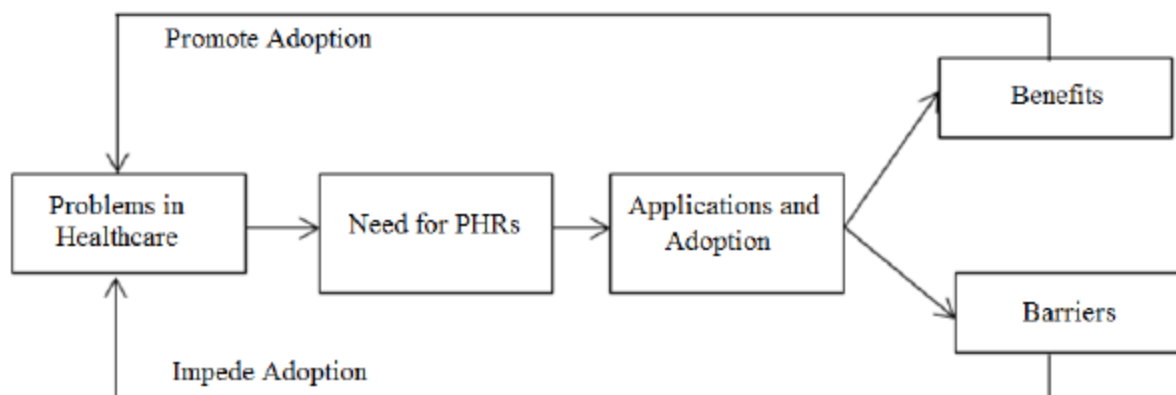 Promote Adoption
Benefits
Problems in
Healthcare
Need for PHRs
Applications and
Adoption
Barriers
Impede Adoption